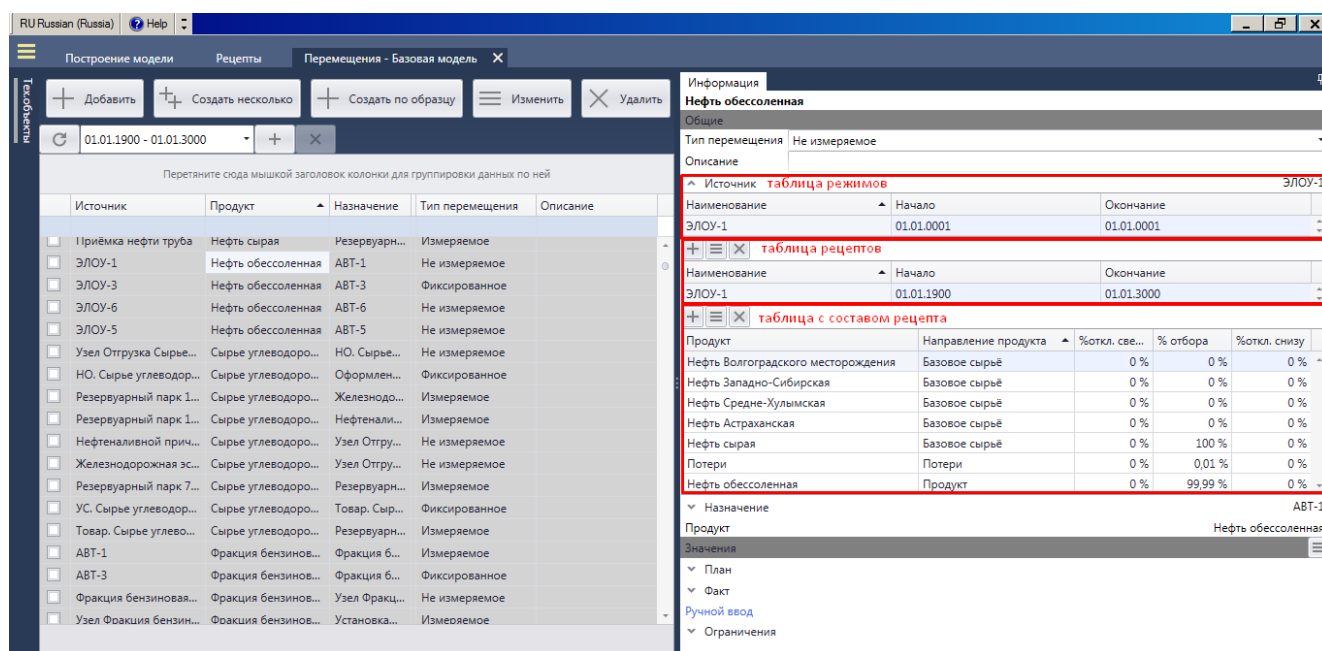 RU Russian (Russia) Help
Построение модели Рецепты Перемещения - Базовая модель
Тех.объекты
Добавить Создать несколько Создать по образцу Изменить Удалить
01.01.1900 - 01.01.3000
Перетяните сюда мышкой заголовок колонки для группировки данных по ней
Источник Продукт Назначение Тип перемещения Описание
Приёмка нефти труба Нефть сырая Резервуарн... Измеряемое
ЭЛОУ-1 Нефть обессоленная АВТ-1 Не измеряемое
ЭЛОУ-3 Нефть обессоленная АВТ-3 Фиксированное
ЭЛОУ-6 Нефть обессоленная АВТ-6 Не измеряемое
ЭЛОУ-5 Нефть обессоленная АВТ-5 Не измеряемое
Узел Отгрузка Сырье... Сырье углеводоро... НО. Сырье... Не измеряемое
НО. Сырье углеводор... Сырье углеводоро... Оформлен... Фиксированное
Резервуарный парк 1... Сырье углеводоро... Железнодо... Измеряемое
Резервуарный парк 1... Сырье углеводоро... Нефтенали... Измеряемое
Нефтеналивной прич... Сырье углеводоро... Узел Отгру... Не измеряемое
Железнодорожная эс... Сырье углеводоро... Узел Отгру... Не измеряемое
Резервуарный парк 7... Сырье углеводоро... Резервуарн... Измеряемое
УС. Сырье углеводор... Сырье углеводоро... Товар. Сыр... Фиксированное
Товар. Сырье углево... Сырье углеводоро... Резервуарн... Измеряемое
АВТ-1 Фракция бензинов... Фракция б... Измеряемое
АВТ-3 Фракция бензинов... Фракция б... Фиксированное
Фракция бензиновая... Фракция бензинов... Узел Фракц... Не измеряемое
Узел Фракция бензин... Фракция бензинов... Установка... Измеряемое
Информация
Нефть обессоленная
Общие
Тип перемещения Не измеряемое
Описание
Источник таблица режимов ЭЛОУ-1
Наименование Начало Окончание
ЭЛОУ-1 01.01.0001 01.01.0001
таблица рецептов
Наименование Начало Окончание
ЭЛОУ-1 01.01.1900 01.01.3000
таблица с составом рецепта
Продукт Направление продукта %откл. све... % отбора %откл. снизу
Нефть Волгоградского месторождения Базовое сырьё 0 % 0 % 0 %
Нефть Западно-Сибирская Базовое сырьё 0 % 0 % 0 %
Нефть Средне-Хулымская Базовое сырьё 0 % 0 % 0 %
Нефть Астраханская Базовое сырьё 0 % 0 % 0 %
Нефть сырая Базовое сырьё 0 % 100 % 0 %
Потери Потери 0 % 0,01 % 0 %
Нефть обессоленная Продукт 0 % 99,99 % 0 %
Назначение АВТ-1
Продукт Нефть обессоленная
Значения
План
Факт
Ручной ввод
Ограничения